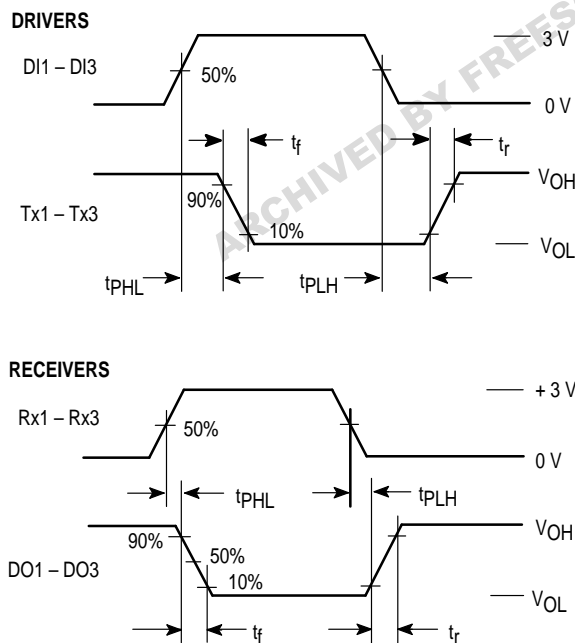 DRIVERS
DI1 – DI3
50%
3 V
0 V
tf
tr
Tx1 – Tx3
90%
10%
VOH
VOL
tPHL
tPLH
ARCHIVED BY FREES
RECEIVERS
Rx1 – Rx3
50%
+ 3 V
0 V
tPHL
tPLH
DO1 – DO3
90%
50%
10%
VOH
VOL
tf
tr